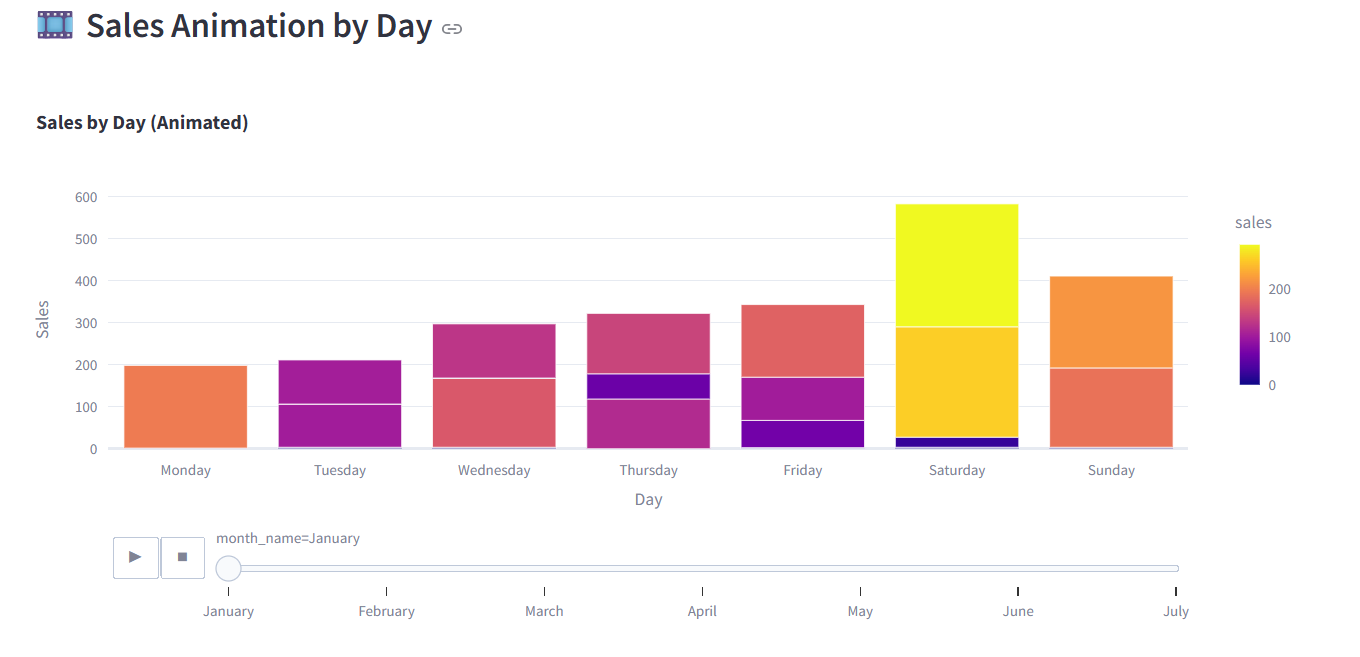 Sales Animation by Day
Sales by Day (Animated)
600
500
400
300
200
100
0
Sales
Monday Tuesday Wednesday Thursday Friday Saturday Sunday
Day
sales
200
100
0
month_name=January
January February March April May June July